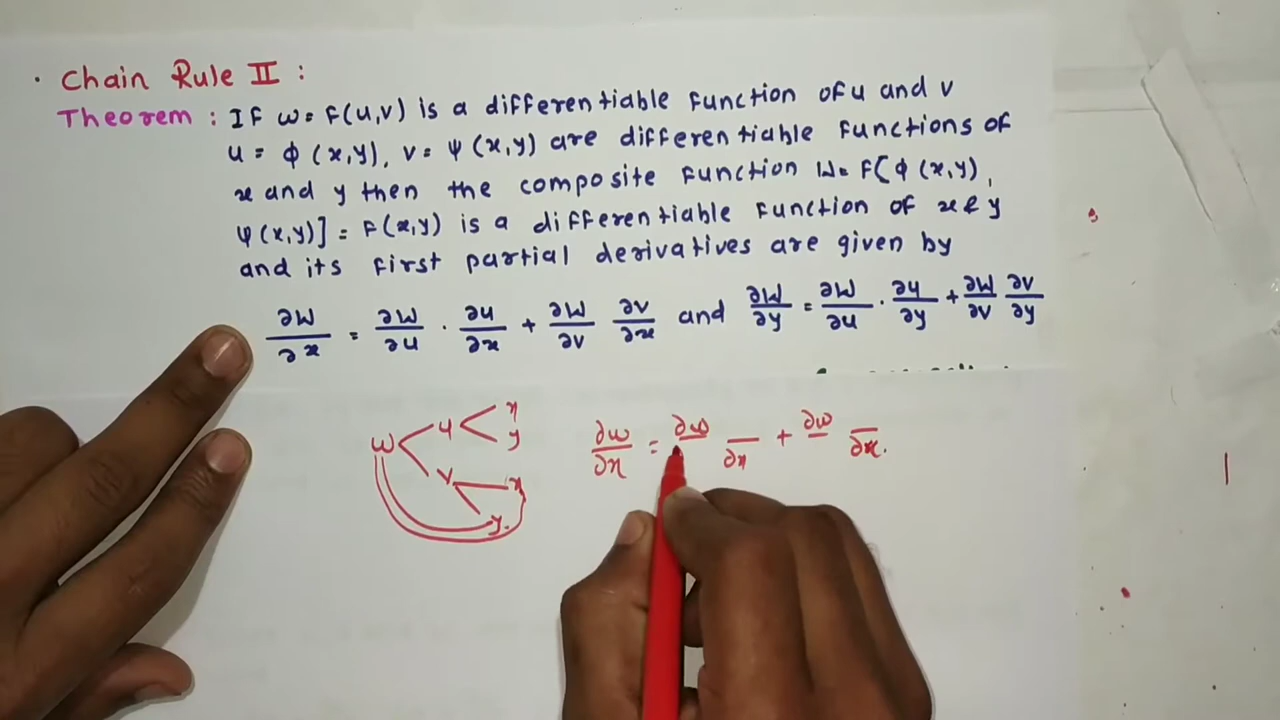 . Chain Rule II :
Theorem : If w = F(u,v) is a differentiable function of u and v
u = ϕ (x,y), v = ψ (x,y) are differentiable functions of
x and y then the composite function W = F[ϕ (x,y),
ψ(x,y)] = F(x,y) is a differentiable function of x & y
and its first partial derivatives are given by
∂W/∂x = ∂W/∂u · ∂u/∂x + ∂W/∂v ∂v/∂x and ∂W/∂y = ∂W/∂u · ∂u/∂y + ∂W/∂v ∂v/∂y
w u x
y
v x
y.
∂w/∂x = ∂w/ /∂x + ∂w/ /∂x.